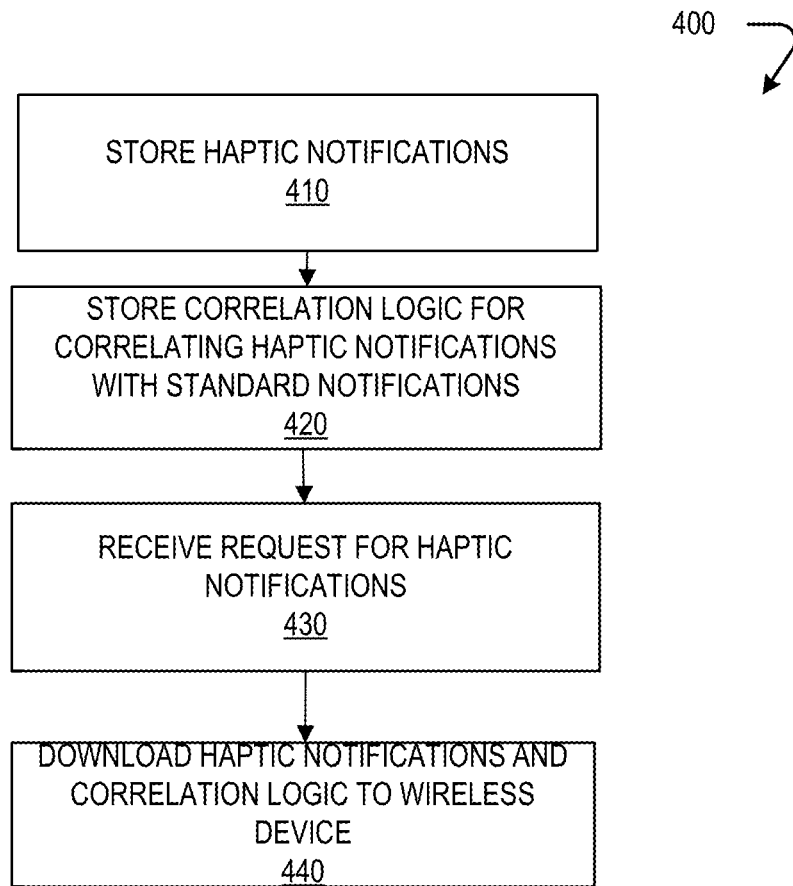 400
STORE HAPTIC NOTIFICATIONS
410
STORE CORRELATION LOGIC FOR
CORRELATING HAPTIC NOTIFICATIONS
WITH STANDARD NOTIFICATIONS
420
RECEIVE REQUEST FOR HAPTIC
NOTIFICATIONS
430
DOWNLOAD HAPTIC NOTIFICATIONS AND
CORRELATION LOGIC TO WIRELESS
DEVICE
440